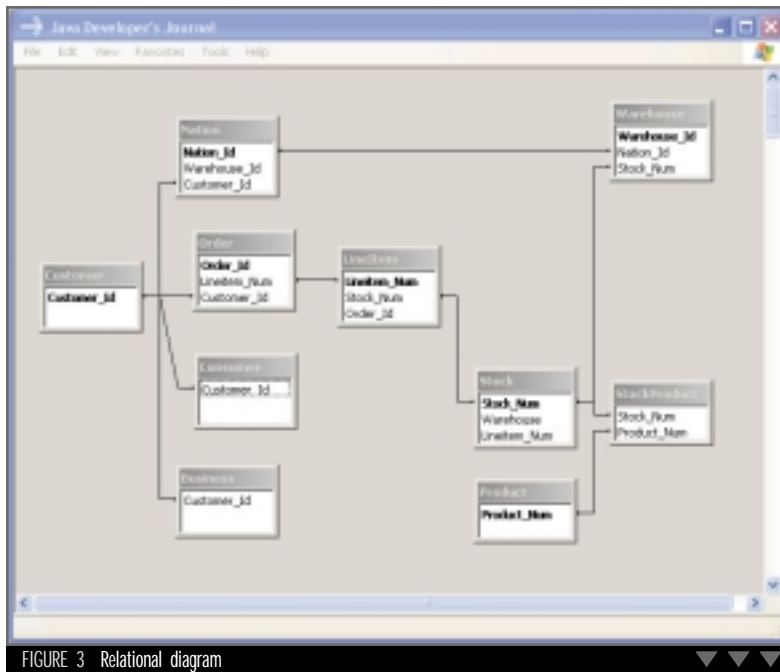 Java Developer's Journal
File Edit View Favorites Tools Help
Nation
Nation_Id
Warehouse_Id
Customer_Id
Warehouse
Warehouse_Id
Nation_Id
Stock_Num
Order
Order_Id
LineItem_Num
Customer_Id
LineItem
LineItem_Num
Stock_Num
Order_Id
Customer
Customer_Id
Consumer
Customer_Id
Stock
Stock_Num
Warehouse
LineItem_Num
StockProduct
Stock_Num
Product_Num
Business
Customer_Id
Product
Product_Num
FIGURE 3 Relational diagram